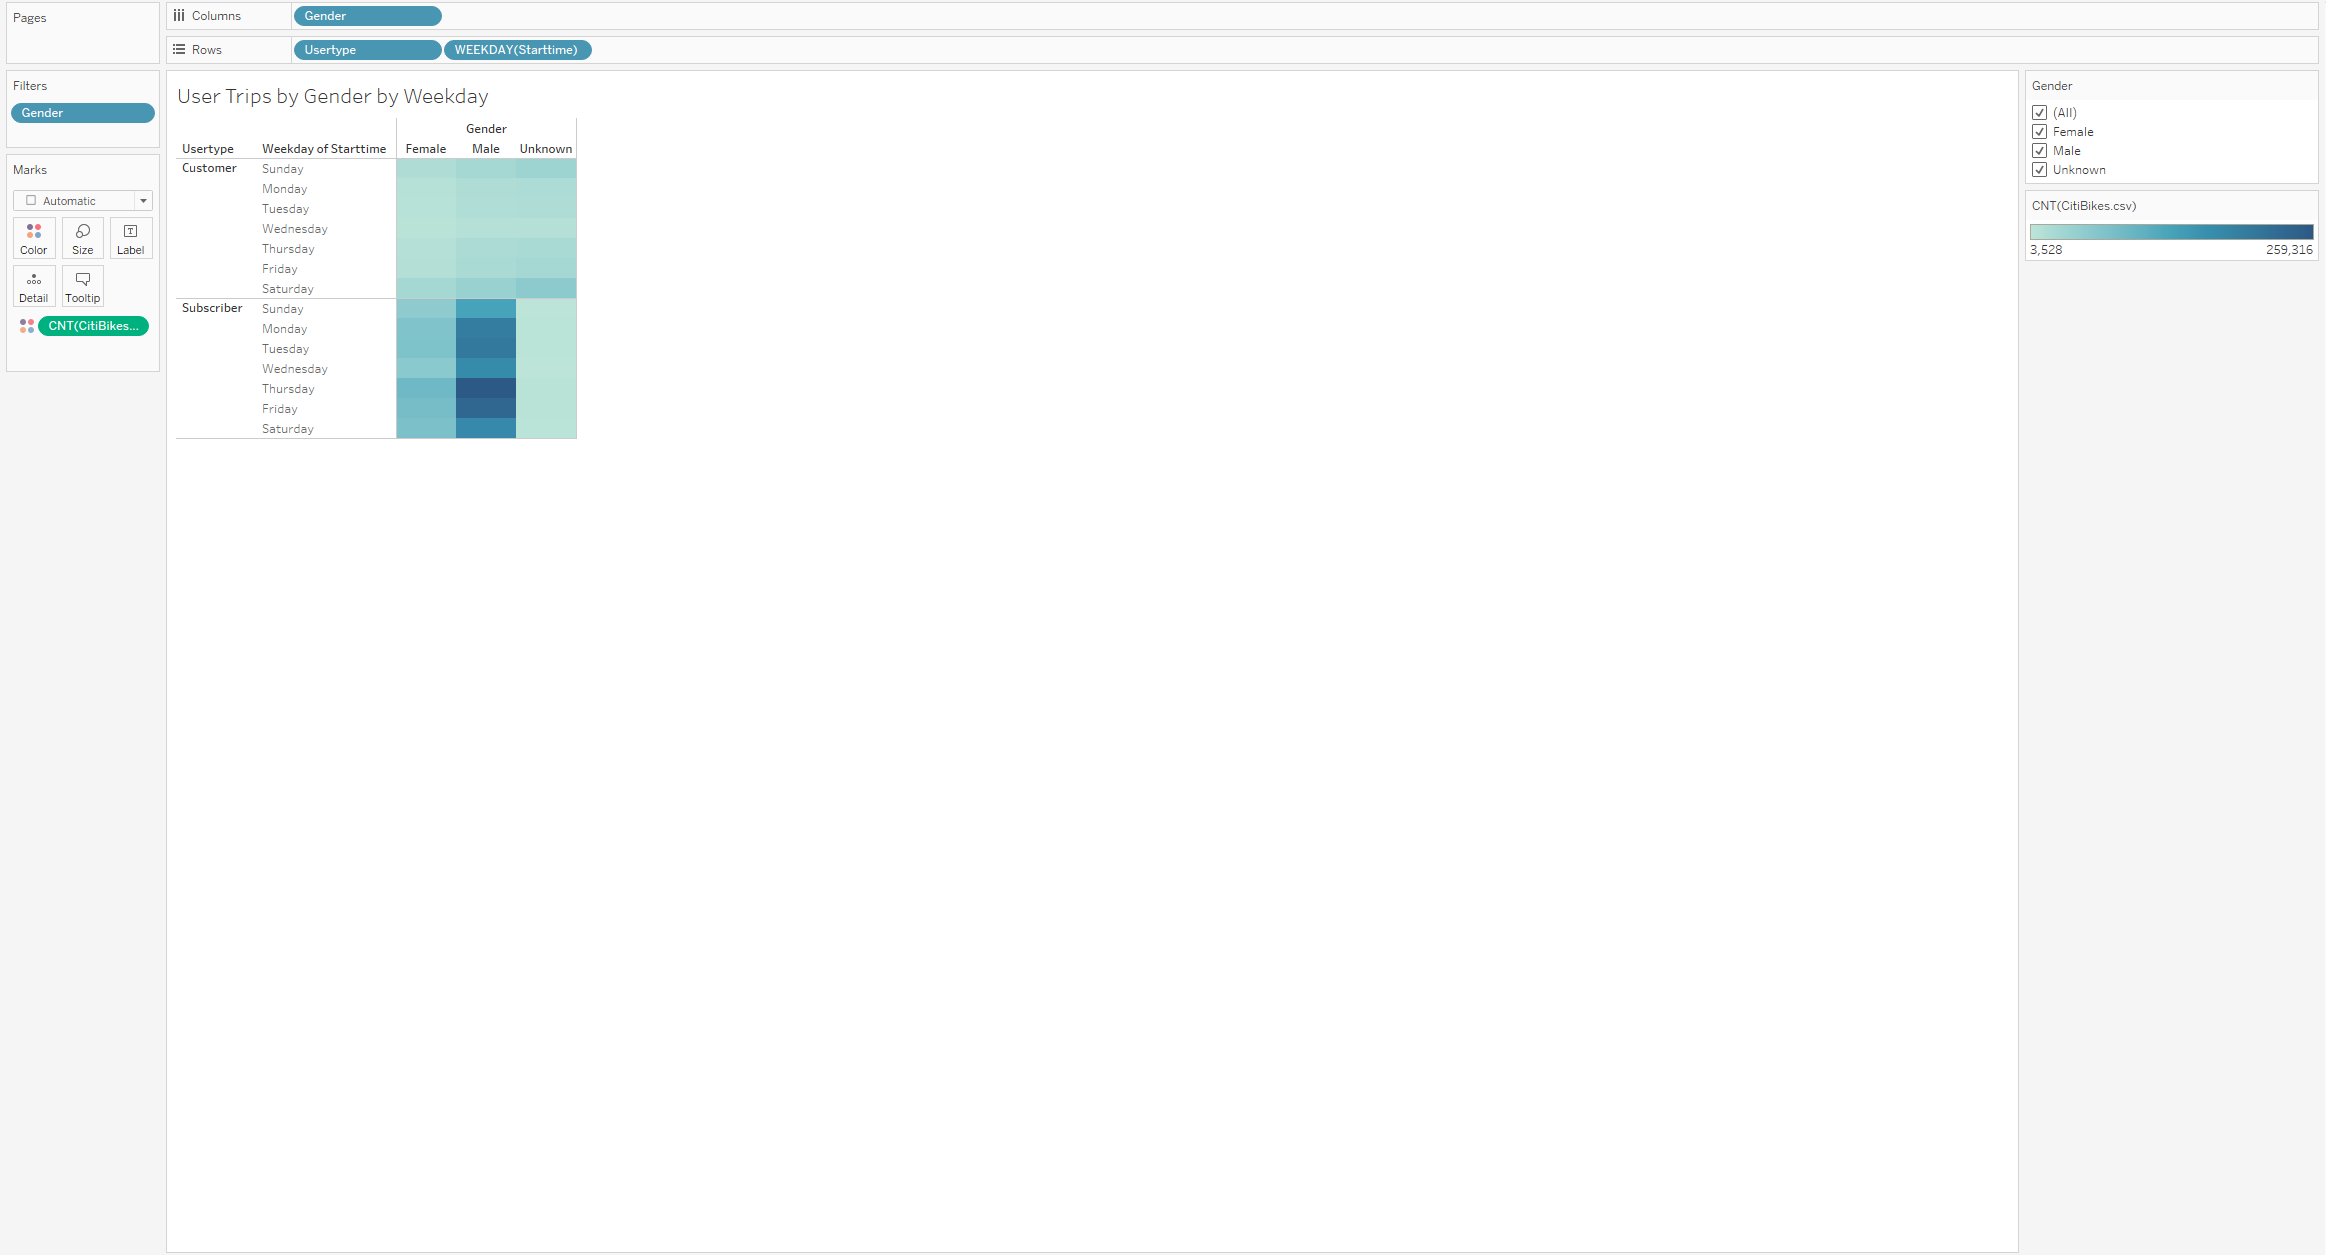 Pages
Columns Gender
Rows Usertype WEEKDAY(Starttime)
Filters
Gender
Marks
Automatic
Color Size Label
T
Detail Tooltip
CNT(CitiBikes...
User Trips by Gender by Weekday
Gender
Usertype Weekday of Starttime Female Male Unknown
Customer Sunday
Monday
Tuesday
Wednesday
Thursday
Friday
Saturday
Subscriber Sunday
Monday
Tuesday
Wednesday
Thursday
Friday
Saturday
Gender
(All)
Female
Male
Unknown
CNT(CitiBikes.csv)
3,528 259,316